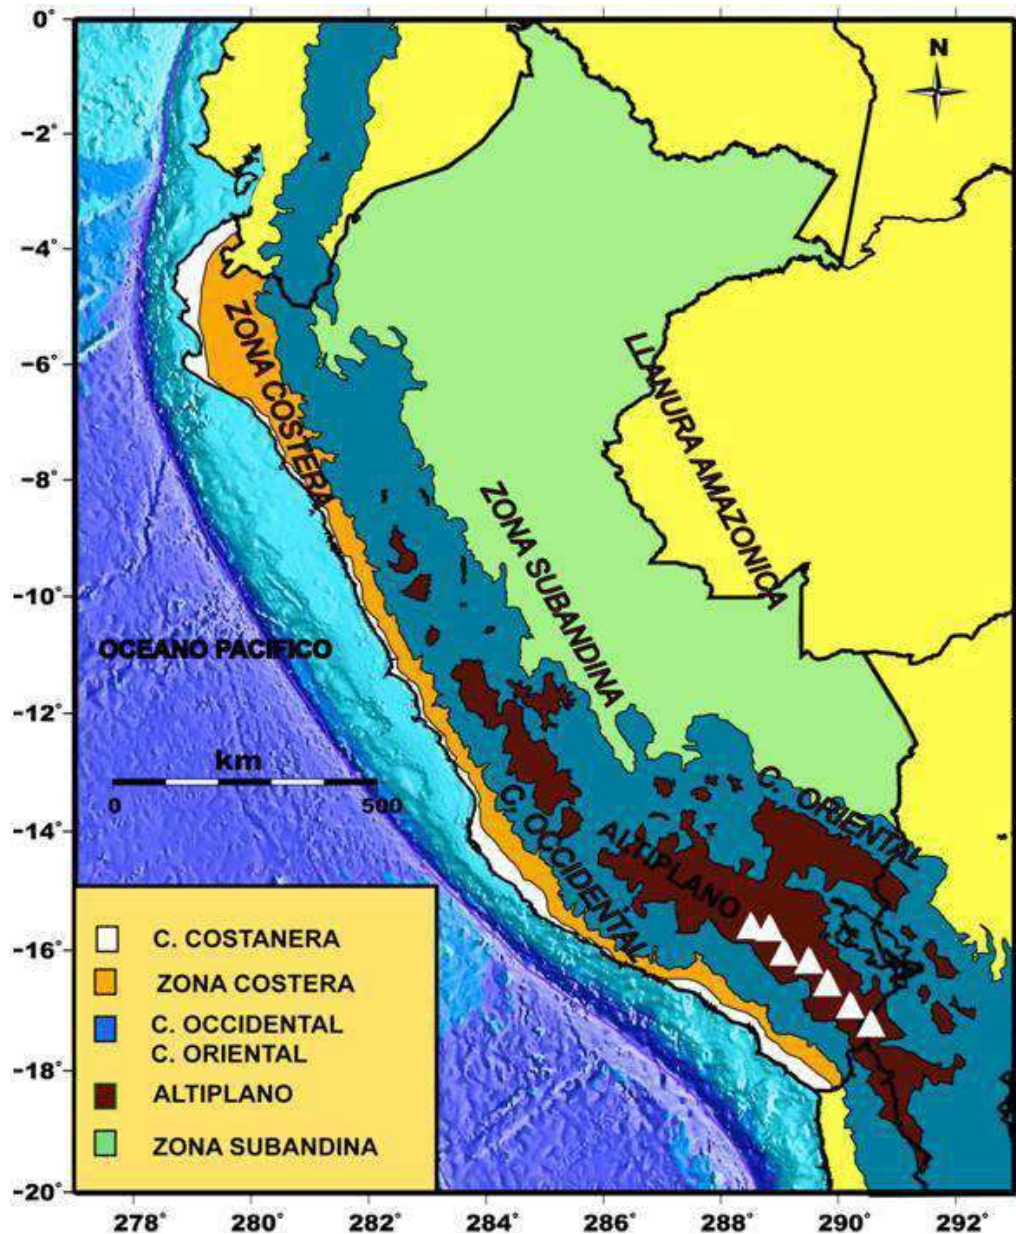 0°
N
-2°
-4°
ZONA COSTERA
-6°
LLANURA AMAZONICA
-8°
ZONA SUBANDINA
-10°
OCEANO PACIFICO
-12°
km
0 500
C. ORIENTAL
C. OCCIDENTAL
-14°
ALTIPLANO
C. COSTANERA
-16°
ZONA COSTERA
C. OCCIDENTAL
C. ORIENTAL
-18°
ALTIPLANO
ZONA SUBANDINA
-20°
278° 280° 282° 284° 286° 288° 290° 292°